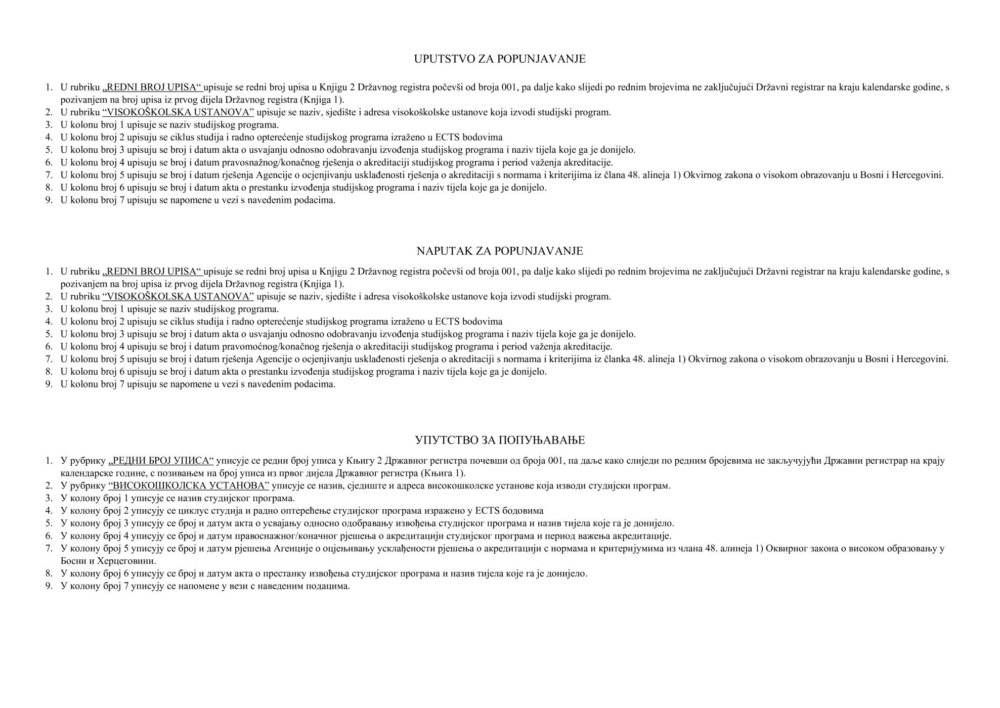 UPUTSTVO ZA POPUNJAVANJE
1. U rubriku „REDNI BROJ UPISA“ upisuje se redni broj upisa u Knjigu 2 Državnog registra počevši od broja 001, pa dalje kako slijedi po rednim brojevima ne zaključujući Državni registrar na kraju kalendarske godine, s
pozivanjem na broj upisa iz prvog dijela Državnog registra (Knjiga 1).
2. U rubriku “VISOKOŠKOLSKA USTANOVA” upisuje se naziv, sjedište i adresa visokoškolske ustanove koja izvodi studijski program.
3. U kolonu broj 1 upisuje se naziv studijskog programa.
4. U kolonu broj 2 upisuju se ciklus studija i radno opterećenje studijskog programa izraženo u ECTS bodovima
5. U kolonu broj 3 upisuju se broj i datum akta o usvajanju odnosno odobravanju izvođenja studijskog programa i naziv tijela koje ga je donijelo.
6. U kolonu broj 4 upisuju se broj i datum pravosnažnog/konačnog rješenja o akreditaciji studijskog programa i period važenja akreditacije.
7. U kolonu broj 5 upisuju se broj i datum rješenja Agencije o ocjenjivanju usklađenosti rješenja o akreditaciji s normama i kriterijima iz člana 48. alineja 1) Okvirnog zakona o visokom obrazovanju u Bosni i Hercegovini.
8. U kolonu broj 6 upisuju se broj i datum akta o prestanku izvođenja studijskog programa i naziv tijela koje ga je donijelo.
9. U kolonu broj 7 upisuju se napomene u vezi s navedenim podacima.
NAPUTAK ZA POPUNJAVANJE
1. U rubriku „REDNI BROJ UPISA“ upisuje se redni broj upisa u Knjigu 2 Državnog registra počevši od broja 001, pa dalje kako slijedi po rednim brojevima ne zaključujući Državni registrar na kraju kalendarske godine, s
pozivanjem na broj upisa iz prvog dijela Državnog registra (Knjiga 1).
2. U rubriku “VISOKOŠKOLSKA USTANOVA” upisuje se naziv, sjedište i adresa visokoškolske ustanove koja izvodi studijski program.
3. U kolonu broj 1 upisuje se naziv studijskog programa.
4. U kolonu broj 2 upisuju se ciklus studija i radno opterećenje studijskog programa izraženo u ECTS bodovima
5. U kolonu broj 3 upisuju se broj i datum akta o usvajanju odnosno odobravanju izvođenja studijskog programa i naziv tijela koje ga je donijelo.
6. U kolonu broj 4 upisuju se broj i datum pravomoćnog/konačnog rješenja o akreditaciji studijskog programa i period važenja akreditacije.
7. U kolonu broj 5 upisuju se broj i datum rješenja Agencije o ocjenjivanju usklađenosti rješenja o akreditaciji s normama i kriterijima iz članka 48. alineja 1) Okvirnog zakona o visokom obrazovanju u Bosni i Hercegovini.
8. U kolonu broj 6 upisuju se broj i datum akta o prestanku izvođenja studijskog programa i naziv tijela koje ga je donijelo.
9. U kolonu broj 7 upisuju se napomene u vezi s navedenim podacima.
УПУТСТВО ЗА ПОПУЊАВАЊЕ
1. У рубрику „РЕДНИ БРОЈ УПИСА“ уписује се редни број уписа у Књигу 2 Државног регистра почевши од броја 001, па даље како слиједи по редним бројевима не закључујући Државни регистрар на крају
календарске године, с позивањем на број уписа из првог дијела Државног регистра (Књига 1).
2. У рубрику “ВИСОКОШКОЛСКА УСТАНОВА” уписује се назив, сједиште и адреса високошколске установе која изводи студијски програм.
3. У колону број 1 уписује се назив студијског програма.
4. У колону број 2 уписују се циклус студија и радно оптерећење студијског програма изражено у ECTS бодовима
5. У колону број 3 уписују се број и датум акта о усвајању односно одобравању извођења студијског програма и назив тијела које га је донијело.
6. У колону број 4 уписују се број и датум правоснажног/коначног рјешења о акредитацији студијског програма и период важења акредитације.
7. У колону број 5 уписују се број и датум рјешења Агенције о оцјењивању усклађености рјешења о акредитацији с нормама и критеријумима из члана 48. алинеја 1) Оквирног закона о високом образовању у
Босни и Херцеговини.
8. У колону број 6 уписују се број и датум акта о престанку извођења студијског програма и назив тијела које га је донијело.
9. У колону број 7 уписују се напомене у вези с наведеним подацима.